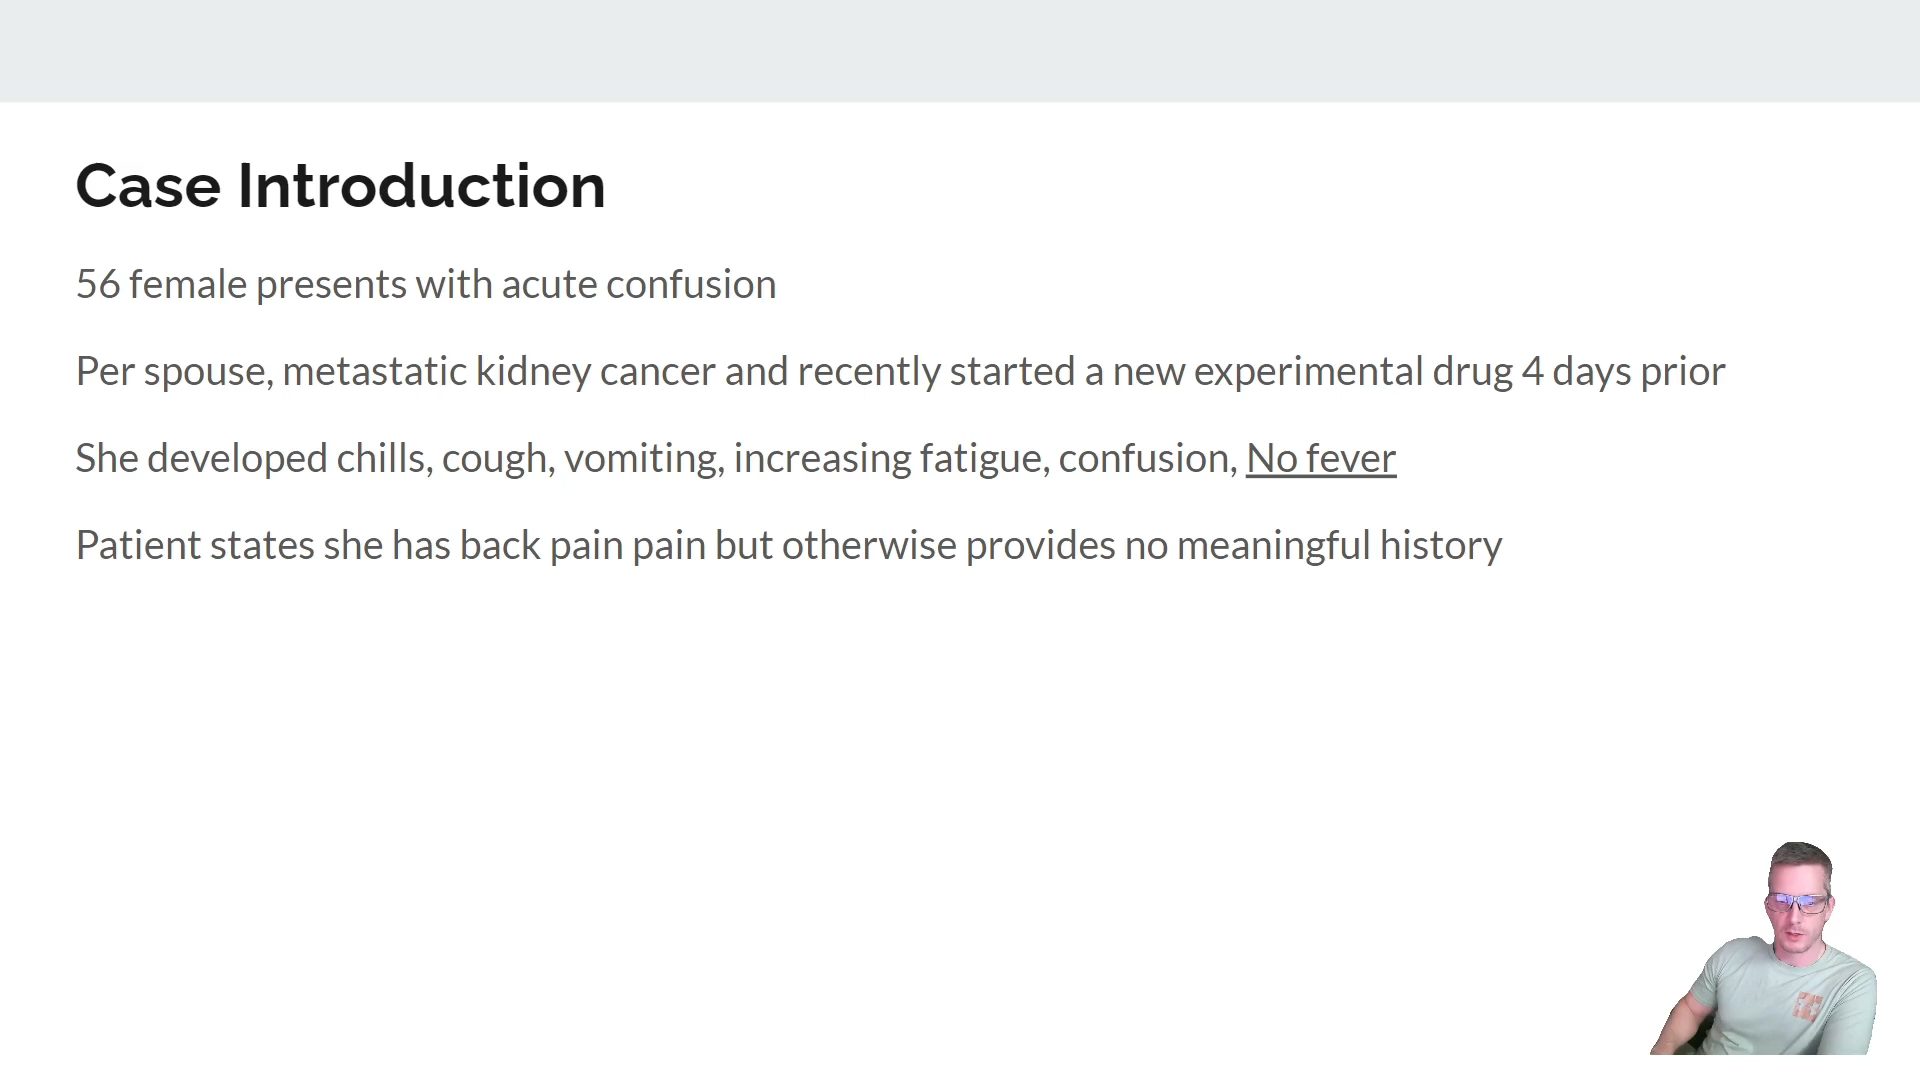 Case Introduction
56 female presents with acute confusion
Per spouse, metastatic kidney cancer and recently started a new experimental drug 4 days prior
She developed chills, cough, vomiting, increasing fatigue, confusion, No fever
Patient states she has back pain pain but otherwise provides no meaningful history